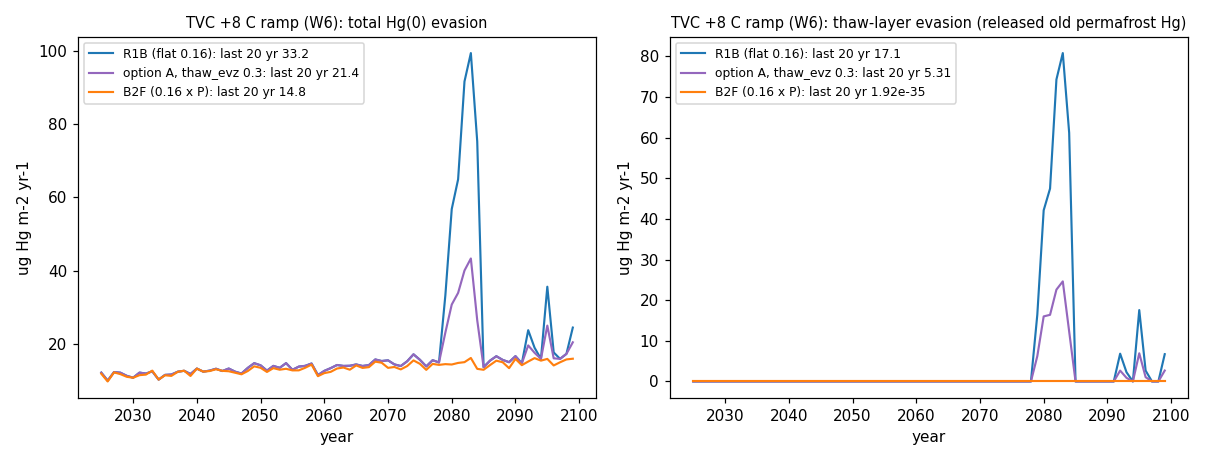 TVC +8 C ramp (W6): total Hg(0) evasion
R1B (flat 0.16): last 20 yr 33.2
option A, thaw_evz 0.3: last 20 yr 21.4
B2F (0.16 x P): last 20 yr 14.8
100
80
60
40
20
ug Hg m-2 yr-1
2030 2040 2050 2060 2070 2080 2090 2100
year
TVC +8 C ramp (W6): thaw-layer evasion (released old permafrost Hg)
R1B (flat 0.16): last 20 yr 17.1
option A, thaw_evz 0.3: last 20 yr 5.31
B2F (0.16 x P): last 20 yr 1.92e-35
80
70
60
50
40
30
20
10
0
ug Hg m-2 yr-1
2030 2040 2050 2060 2070 2080 2090 2100
year